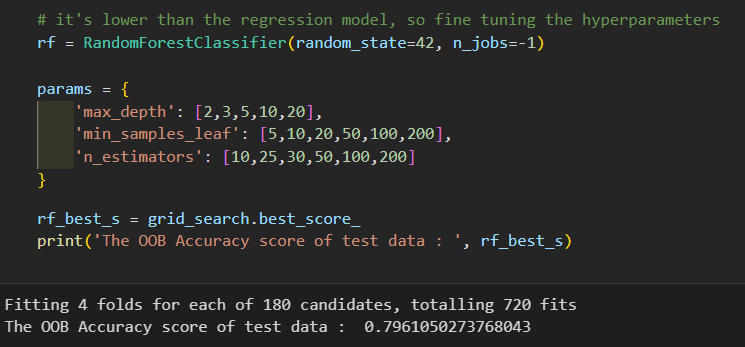 # it's lower than the regression model, so fine tuning the hyperparameters
rf = RandomForestClassifier(random_state=42, n_jobs=-1)
params = {
'max_depth': [2,3,5,10,20],
'min_samples_leaf': [5,10,20,50,100,200],
'n_estimators': [10,25,30,50,100,200]
}
rf_best_s = grid_search.best_score_
print('The OOB Accuracy score of test data : ', rf_best_s)
Fitting 4 folds for each of 180 candidates, totalling 720 fits
The OOB Accuracy score of test data :  0.7961050273768043